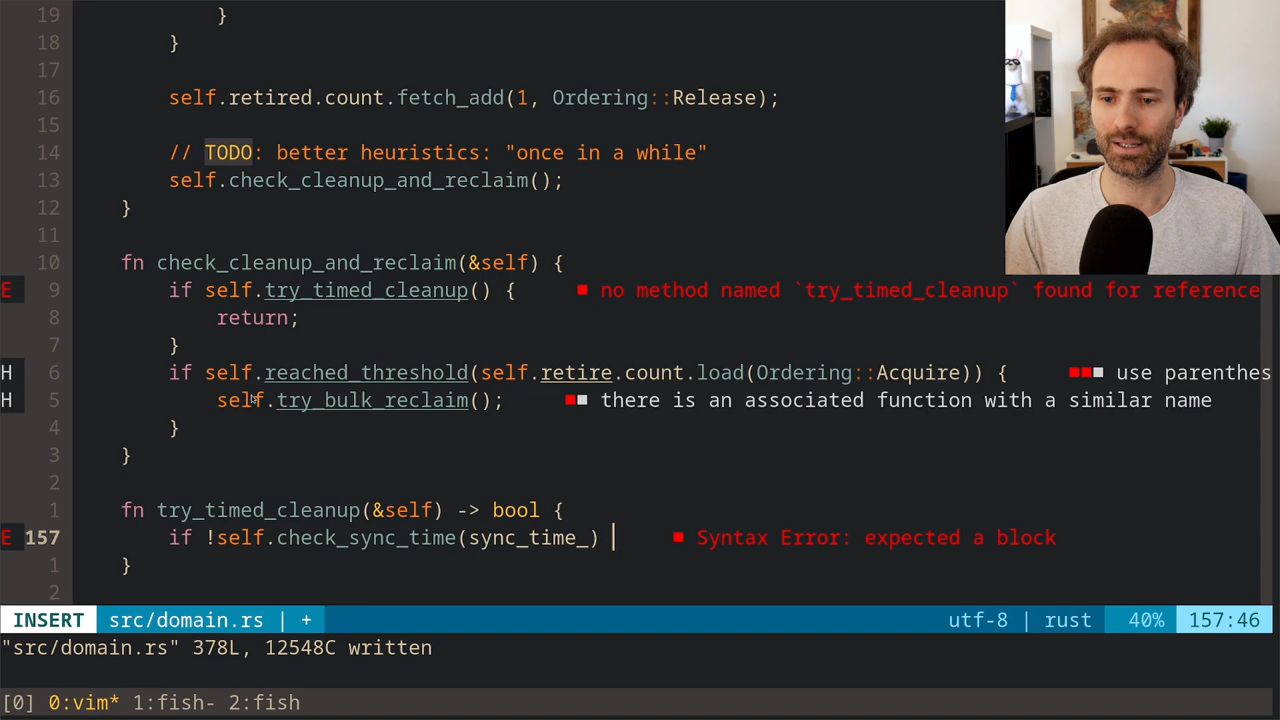 19 }
18 }
17
16 self.retired.count.fetch_add(1, Ordering::Release);
15
14 // TODO: better heuristics: "once in a while"
13 self.check_cleanup_and_reclaim();
12 }
11
10 fn check_cleanup_and_reclaim(&self) {
E 9 if self.try_timed_cleanup() { ■ no method named `try_timed_cleanup` found for reference
8 return;
7 }
H 6 if self.reached_threshold(self.retire.count.load(Ordering::Acquire)) { ■■■ use parenthes
H 5 self.try_bulk_reclaim(); ■■ there is an associated function with a similar name
4 }
3 }
2
1 fn try_timed_cleanup(&self) -> bool {
E 157 if !self.check_sync_time(sync_time_) ■ Syntax Error: expected a block
1 }
2
INSERT src/domain.rs | + utf-8 | rust 40% 157:46
"src/domain.rs" 378L, 12548C written
[0] 0:vim* 1:fish- 2:fish